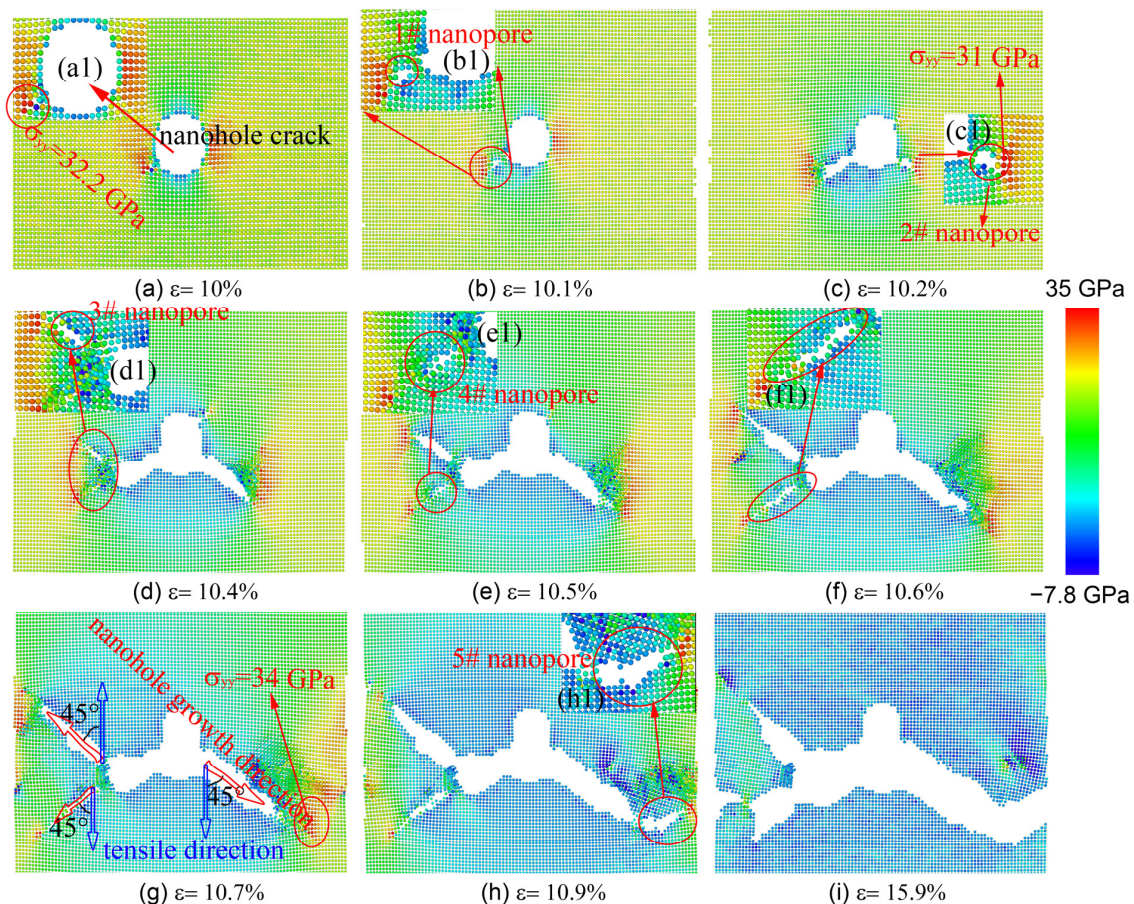 (a1)
σyy=32.2 GPa
nanohole crack
(a) ε= 10%
1# nanopore
(b1)
(b) ε= 10.1%
σyy=31 GPa
(c1)
2# nanopore
(c) ε= 10.2%
35 GPa
−7.8 GPa
3# nanopore
(d1)
(d) ε= 10.4%
(e1)
4# nanopore
(e) ε= 10.5%
(f1)
(f) ε= 10.6%
nanohole growth direction
σyy=34 GPa
45°
45°
45°
tensile direction
(g) ε= 10.7%
5# nanopore
(h1)
(h) ε= 10.9%
(i) ε= 15.9%